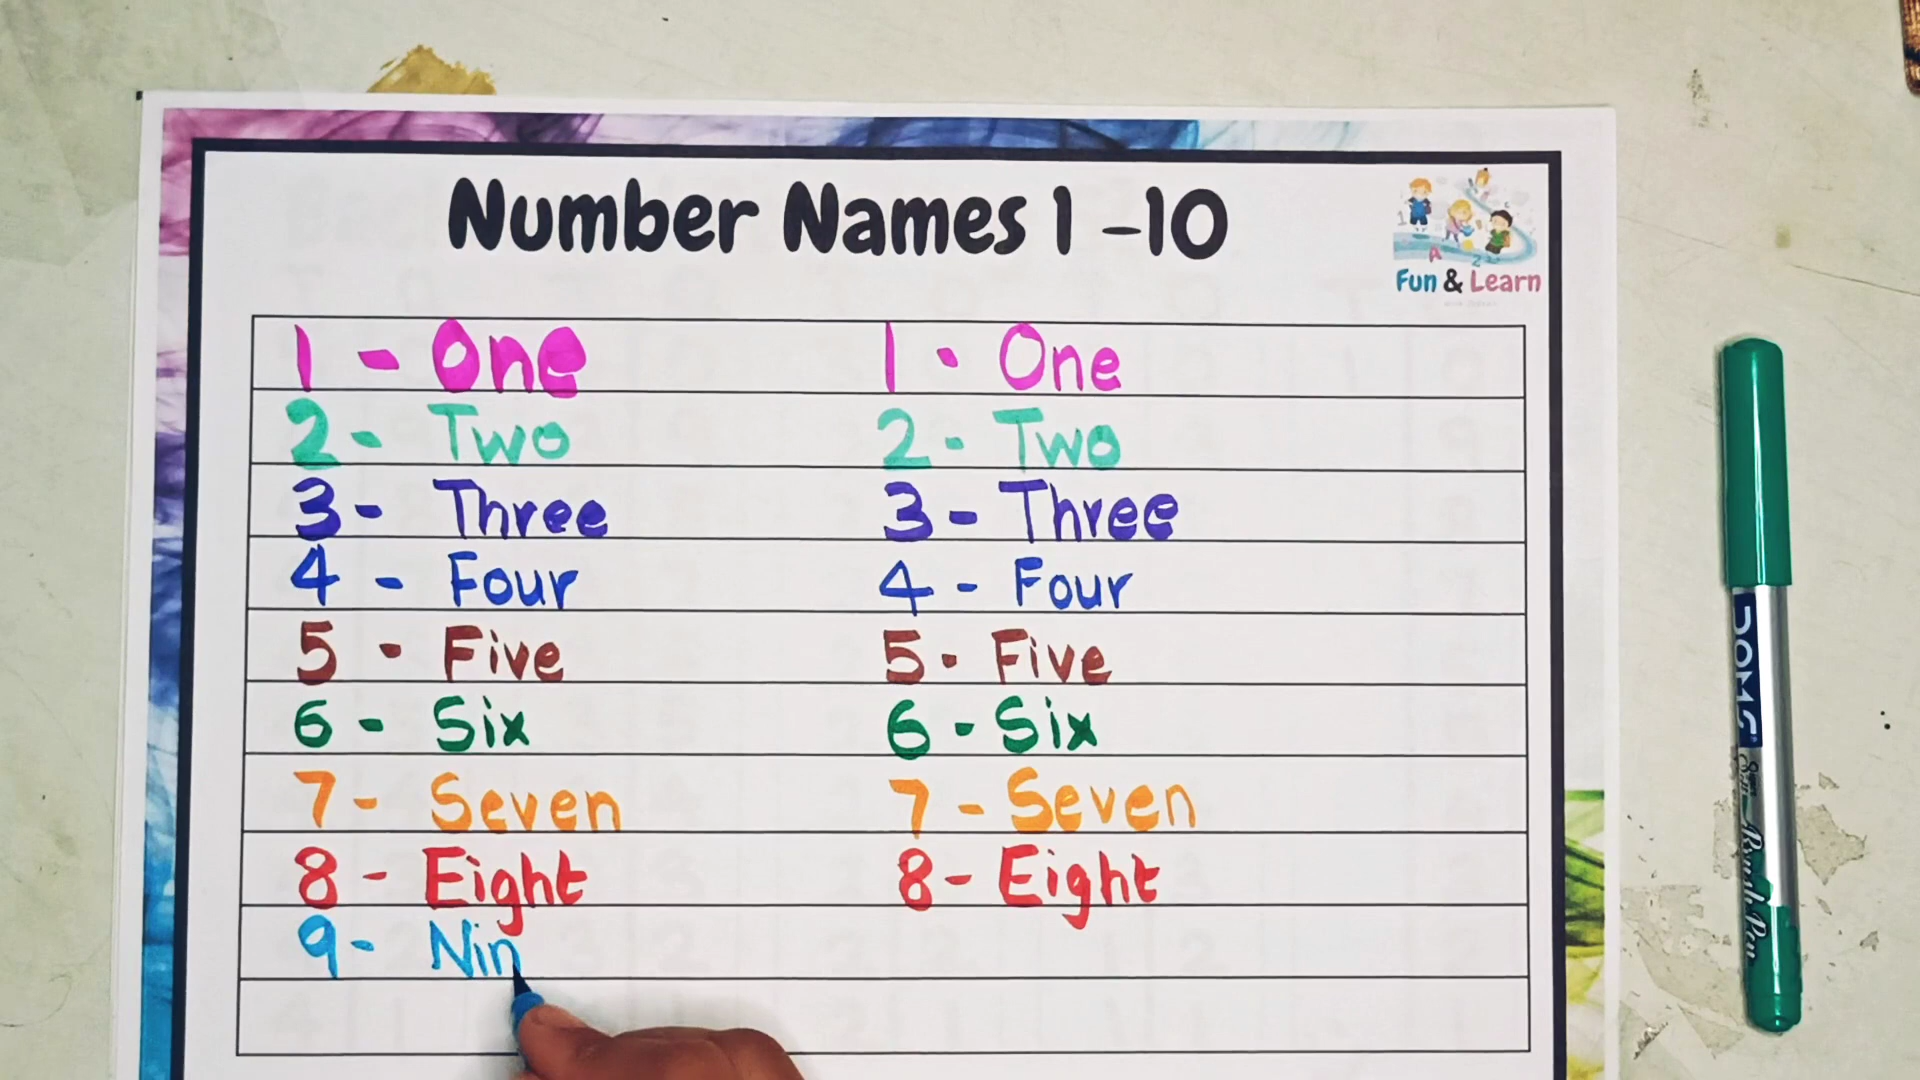 Number Names 1 -10
Fun & Learn
1 - One 1 - One
2 - Two 2 - Two
3 - Three 3 - Three
4 - Four 4 - Four
5 - Five 5 - Five
6 - Six 6 - Six
7 - Seven 7 - Seven
8 - Eight 8 - Eight
9 - Nin
DOMS
Brush Pen